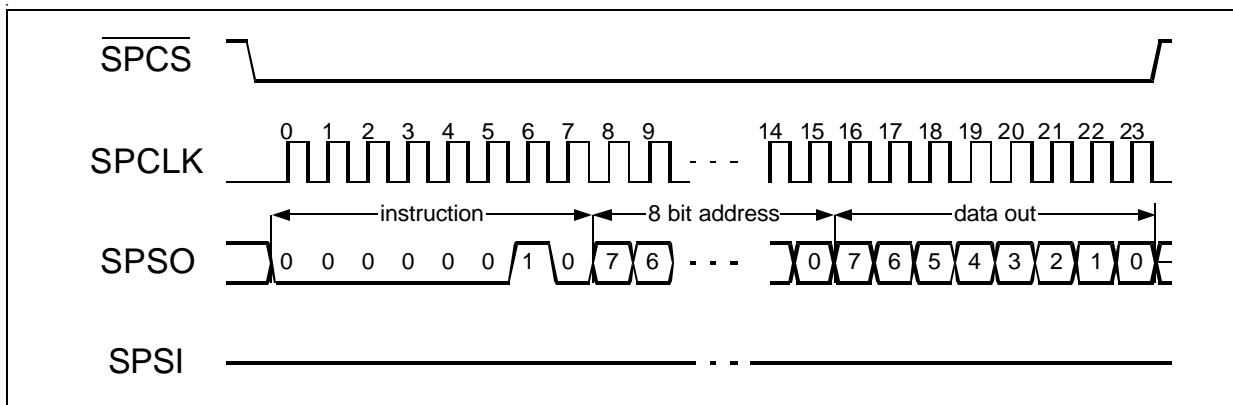 SPCS
0 1 2 3 4 5 6 7 8 9 14 15 16 17 18 19 20 21 22 23
SPCLK
instruction 8 bit address data out
SPSO 0 0 0 0 0 0 1 0 7 6 0 7 6 5 4 3 2 1 0
SPSI